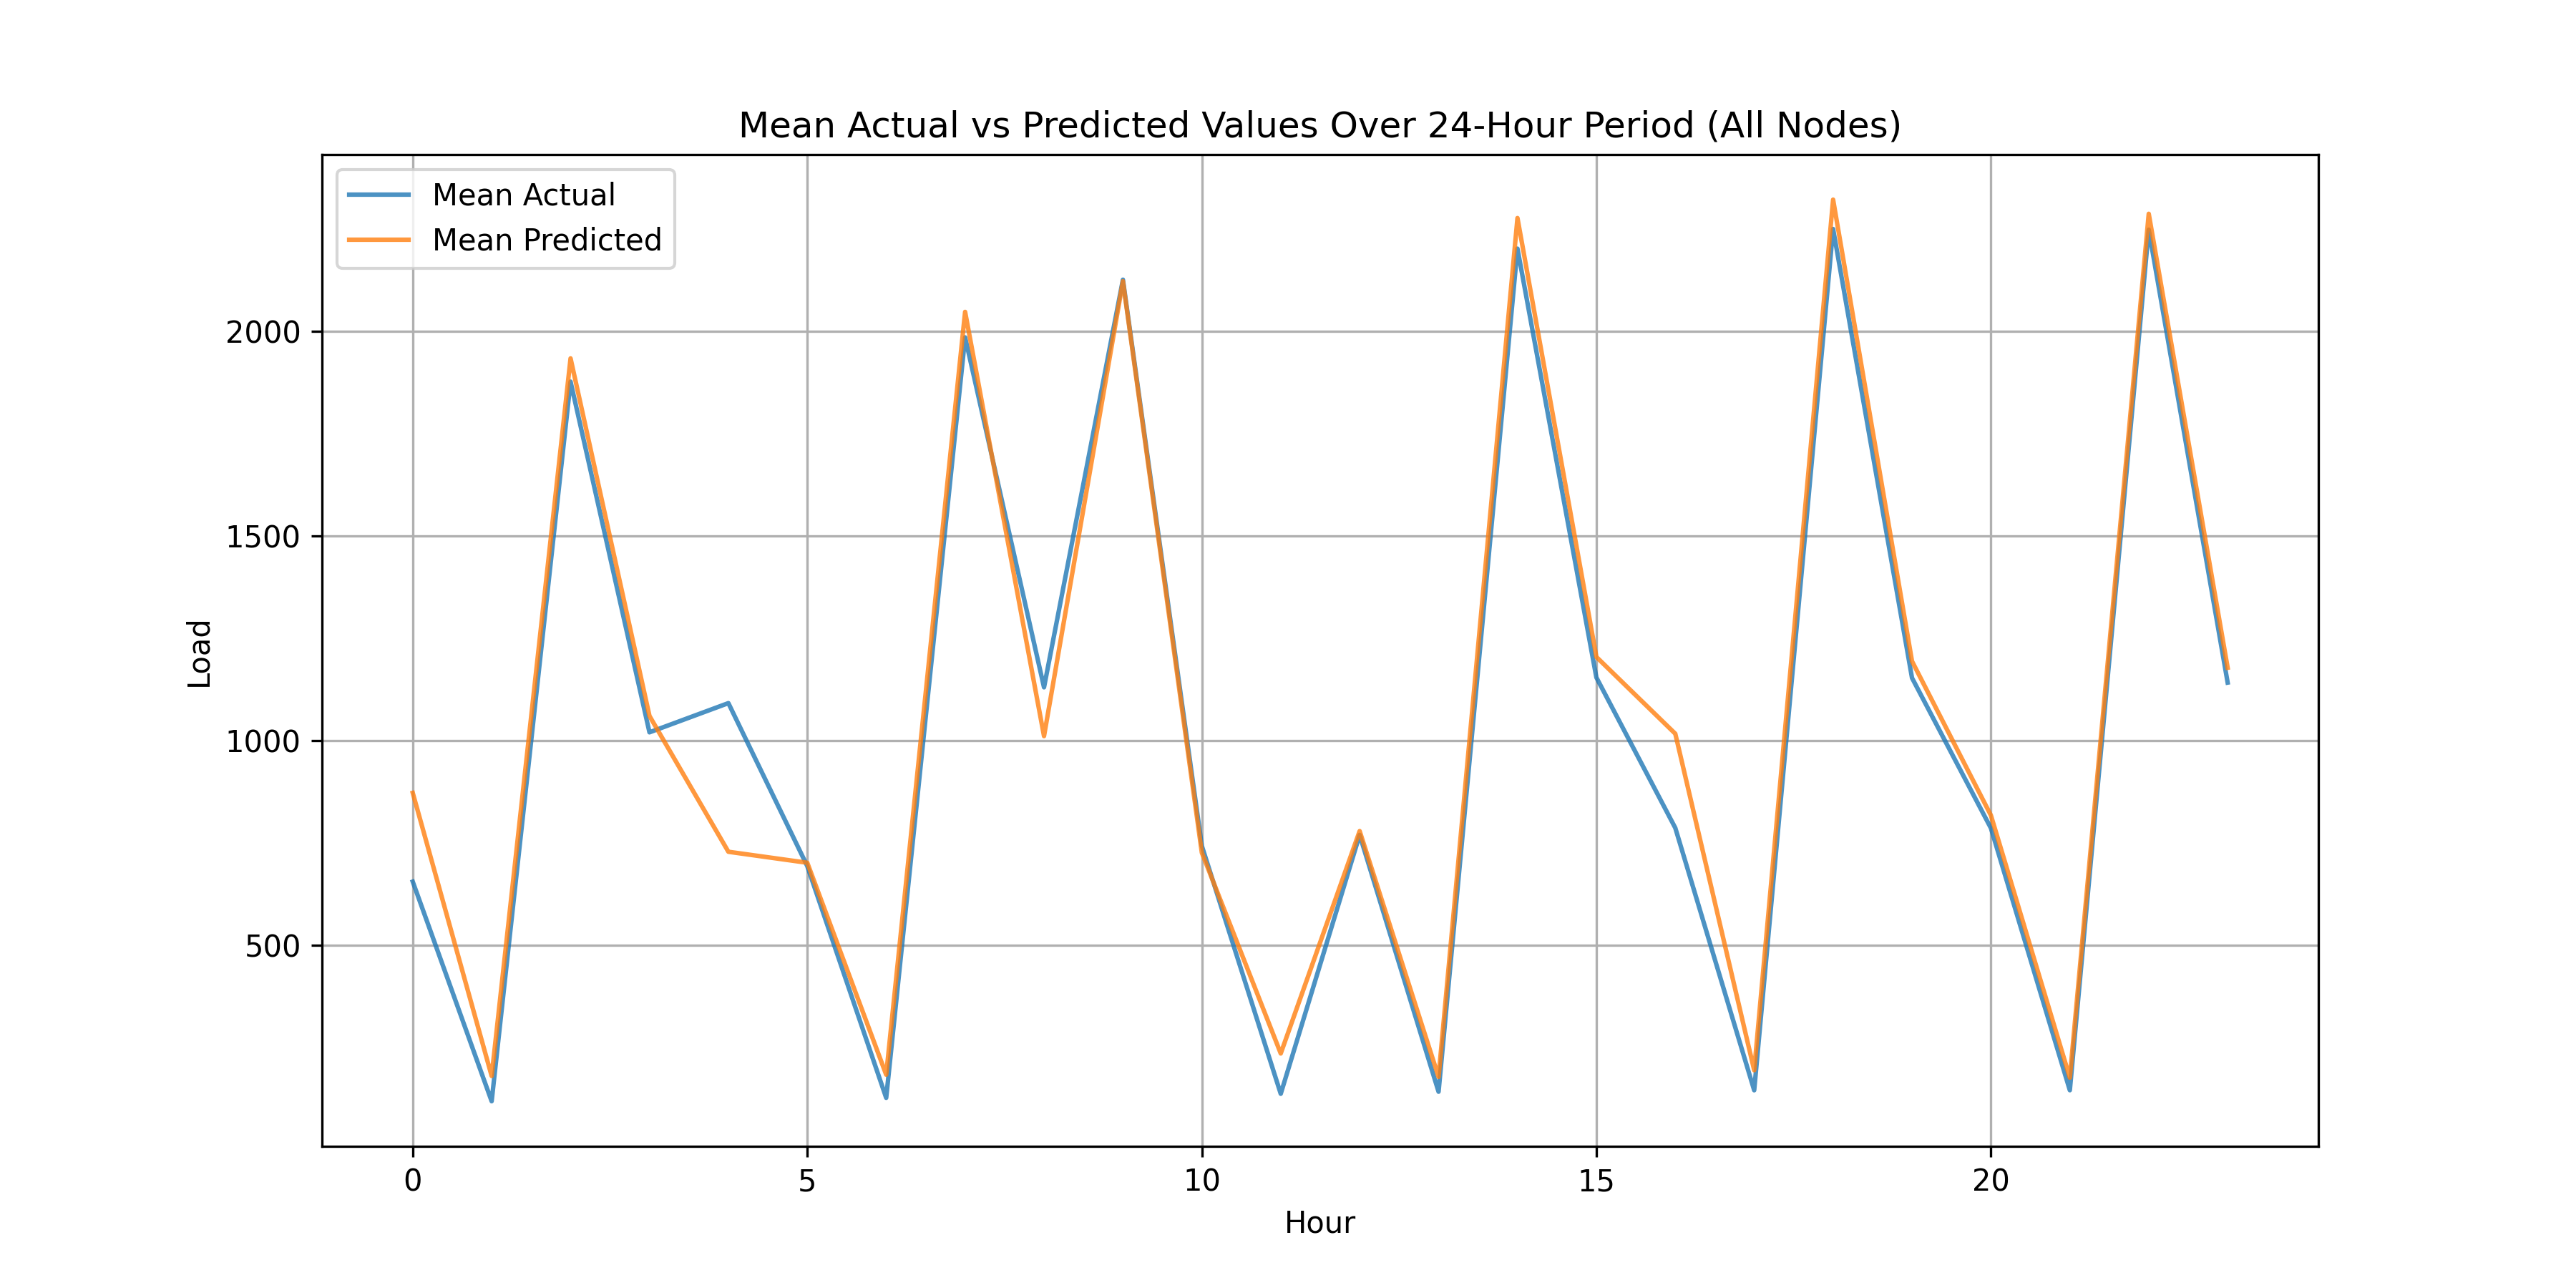 Mean Actual vs Predicted Values Over 24-Hour Period (All Nodes)
Mean Actual
Mean Predicted
2000
1500
1000
500
Load
0 5 10 15 20
Hour